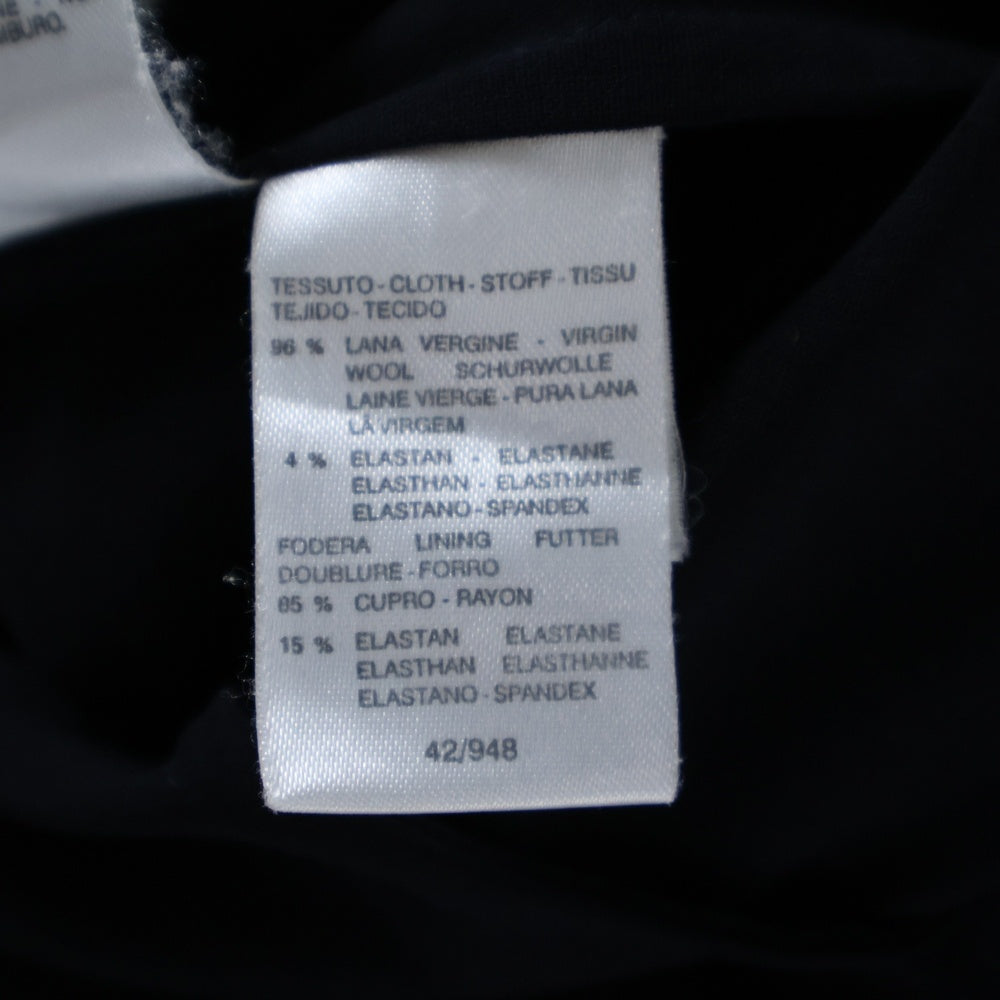 IBURO.
TESSUTO - CLOTH - STOFF - TISSU
TEJIDO - TECIDO
96 % LANA VERGINE - VIRGIN
WOOL SCHURWOLLE
LAINE VIERGE - PURA LANA
LÃ VIRGEM
4 % ELASTAN - ELASTANE
ELASTHAN - ELASTHANNE
ELASTANO - SPANDEX
FODERA LINING FUTTER
DOUBLURE - FORRO
85 % CUPRO - RAYON
15 % ELASTAN ELASTANE
ELASTHAN ELASTHANNE
ELASTANO - SPANDEX
42/948